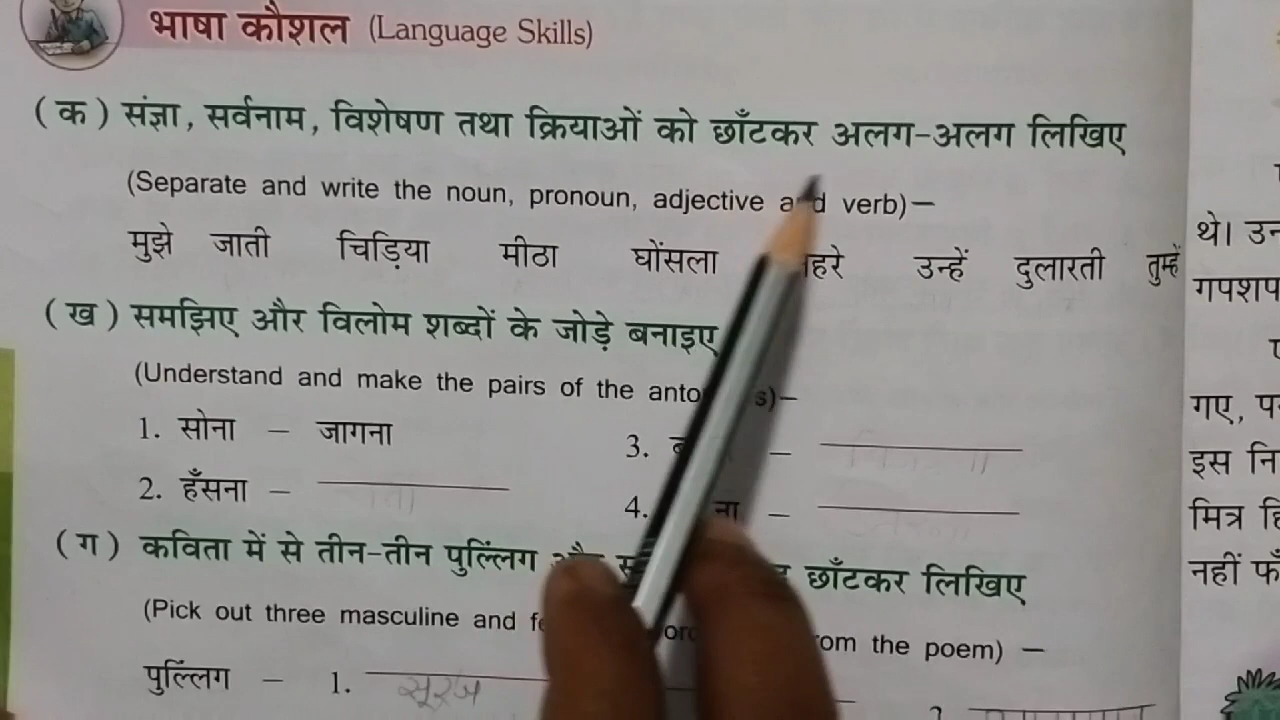 भाषा कौशल (Language Skills)
(क) संज्ञा, सर्वनाम, विशेषण तथा क्रियाओं को छाँटकर अलग-अलग लिखिए
(Separate and write the noun, pronoun, adjective and verb)—
मुझे जाती चिड़िया मीठा घोंसला उन्हें दुलारती तुम्हें
(ख) समझिए और विलोम शब्दों के जोड़े बनाइए
(Understand and make the pairs of the
1. सोना – जागना
3. –
2. हँसना –
4. –
(ग) कविता में से तीन-तीन पुल्लिंग छाँटकर लिखिए
(Pick out three masculine and the poem) —
पुल्लिंग – 1. सूरज
थे।
गपशप
गए,
इस
मित्र
नहीं